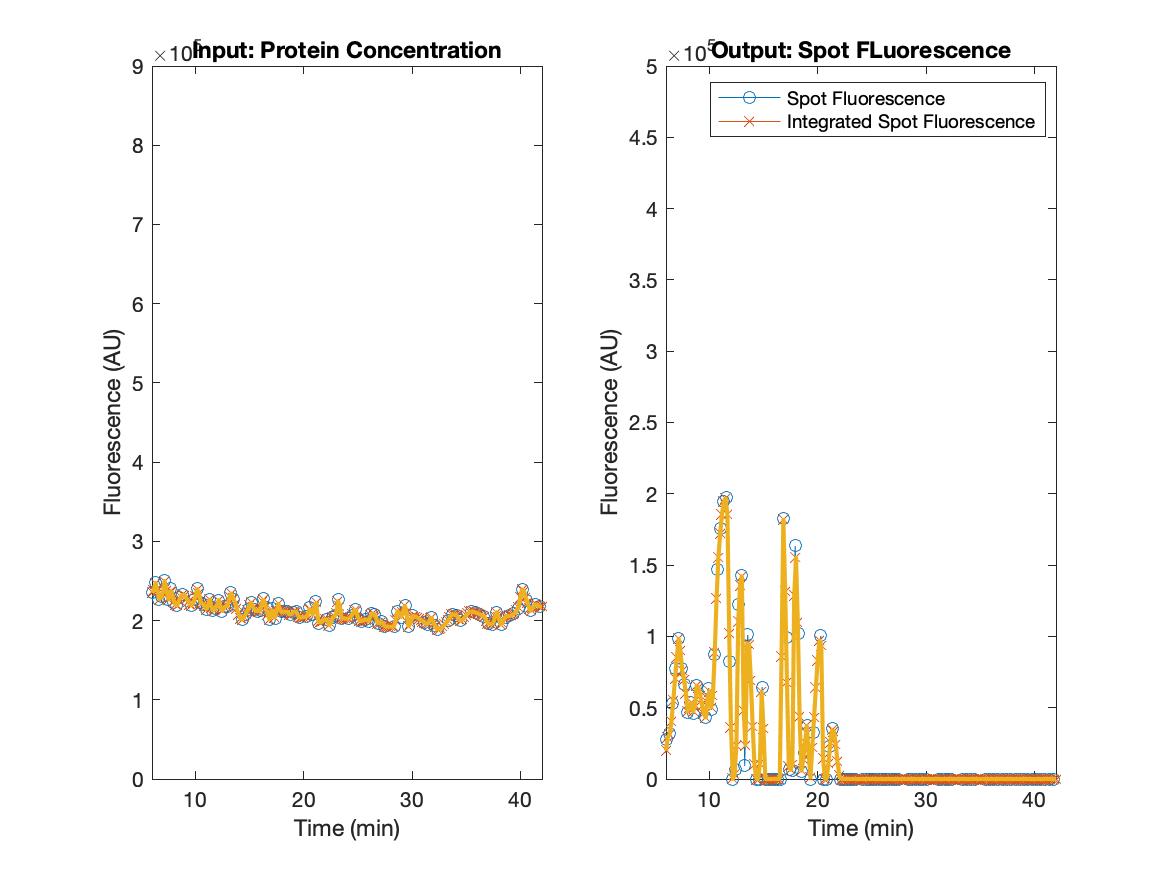 ×10⁵
Input: Protein Concentration
9
8
7
6
5
4
3
2
1
0
Fluorescence (AU)
10 20 30 40
Time (min)
×10⁵
Output: Spot FLuorescence
Spot Fluorescence
Integrated Spot Fluorescence
5
4.5
4
3.5
3
2.5
2
1.5
1
0.5
0
Fluorescence (AU)
10 20 30 40
Time (min)